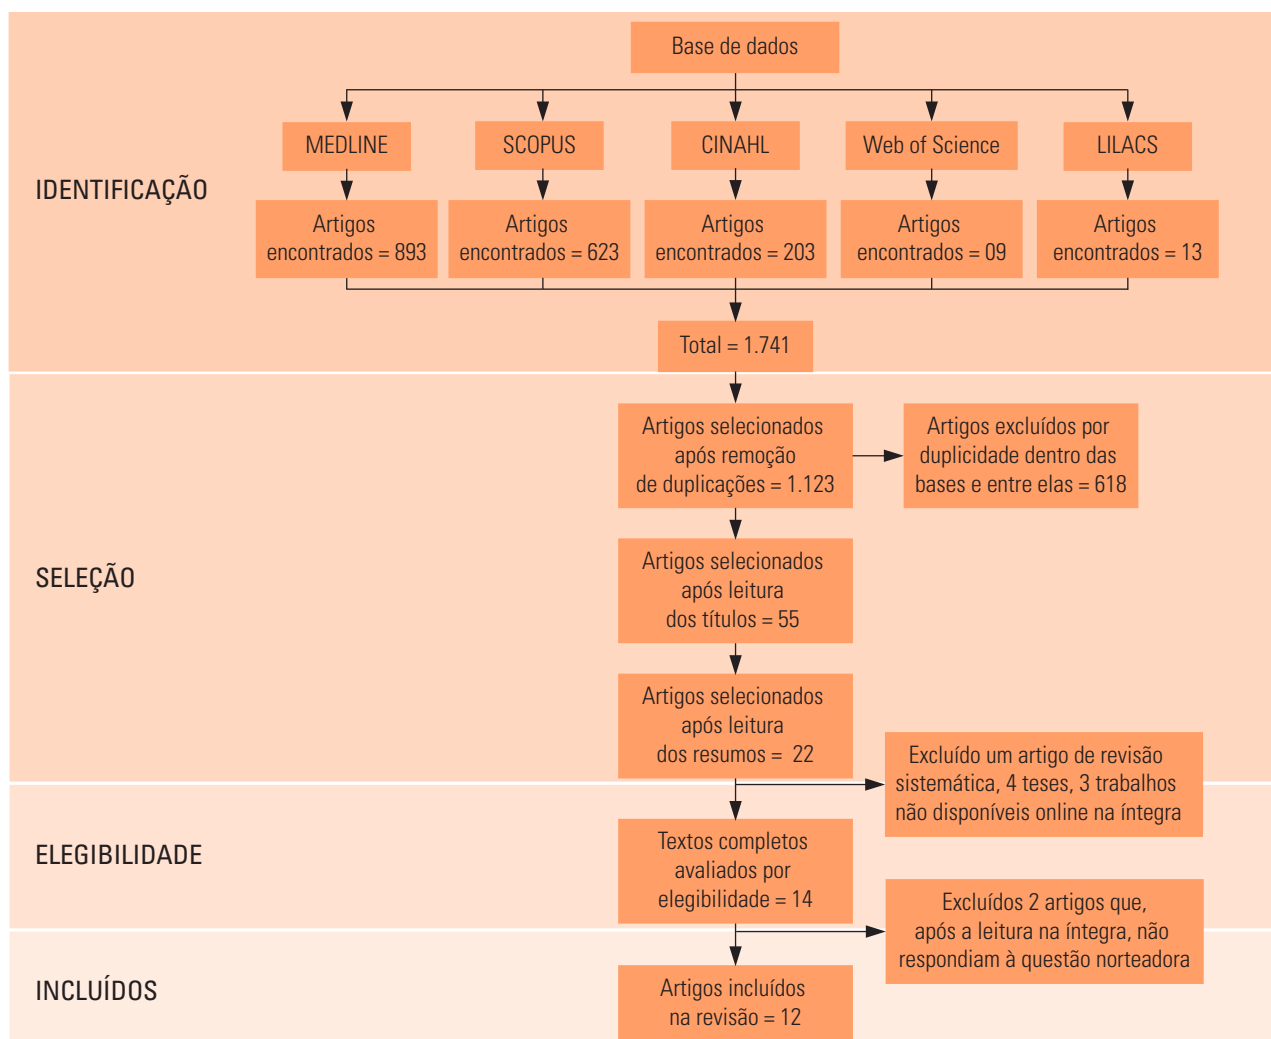 Base de dados
MEDLINE
SCOPUS
CINAHL
Web of Science
LILACS
IDENTIFICAÇÃO
Artigos
encontrados = 893
Artigos
encontrados = 623
Artigos
encontrados = 203
Artigos
encontrados = 09
Artigos
encontrados = 13
Total = 1.741
SELEÇÃO
Artigos selecionados
após remoção
de duplicações = 1.123
Artigos excluídos por
duplicidade dentro das
bases e entre elas = 618
Artigos selecionados
após leitura
dos títulos = 55
Artigos selecionados
após leitura
dos resumos = 22
Excluído um artigo de revisão
sistemática, 4 teses, 3 trabalhos
não disponíveis online na íntegra
ELEGIBILIDADE
Textos completos
avaliados por
elegibilidade = 14
Excluídos 2 artigos que,
após a leitura na íntegra, não
respondiam à questão norteadora
INCLUÍDOS
Artigos incluídos
na revisão = 12